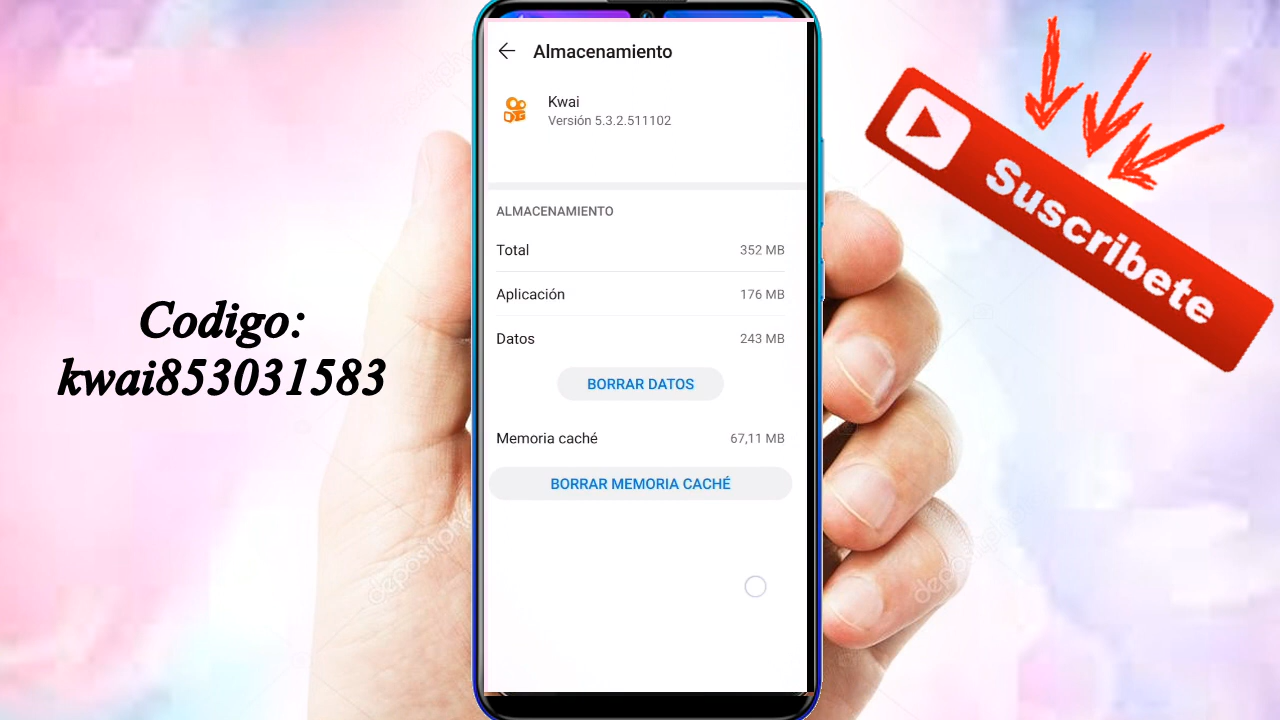 Almacenamiento
Kwai
Versión 5.3.2.511102
ALMACENAMIENTO
Total 352 MB
Aplicación 176 MB
Datos 243 MB
BORRAR DATOS
Memoria caché 67,11 MB
BORRAR MEMORIA CACHÉ
Codigo:
kwai853031583
Suscribete
depositphotos